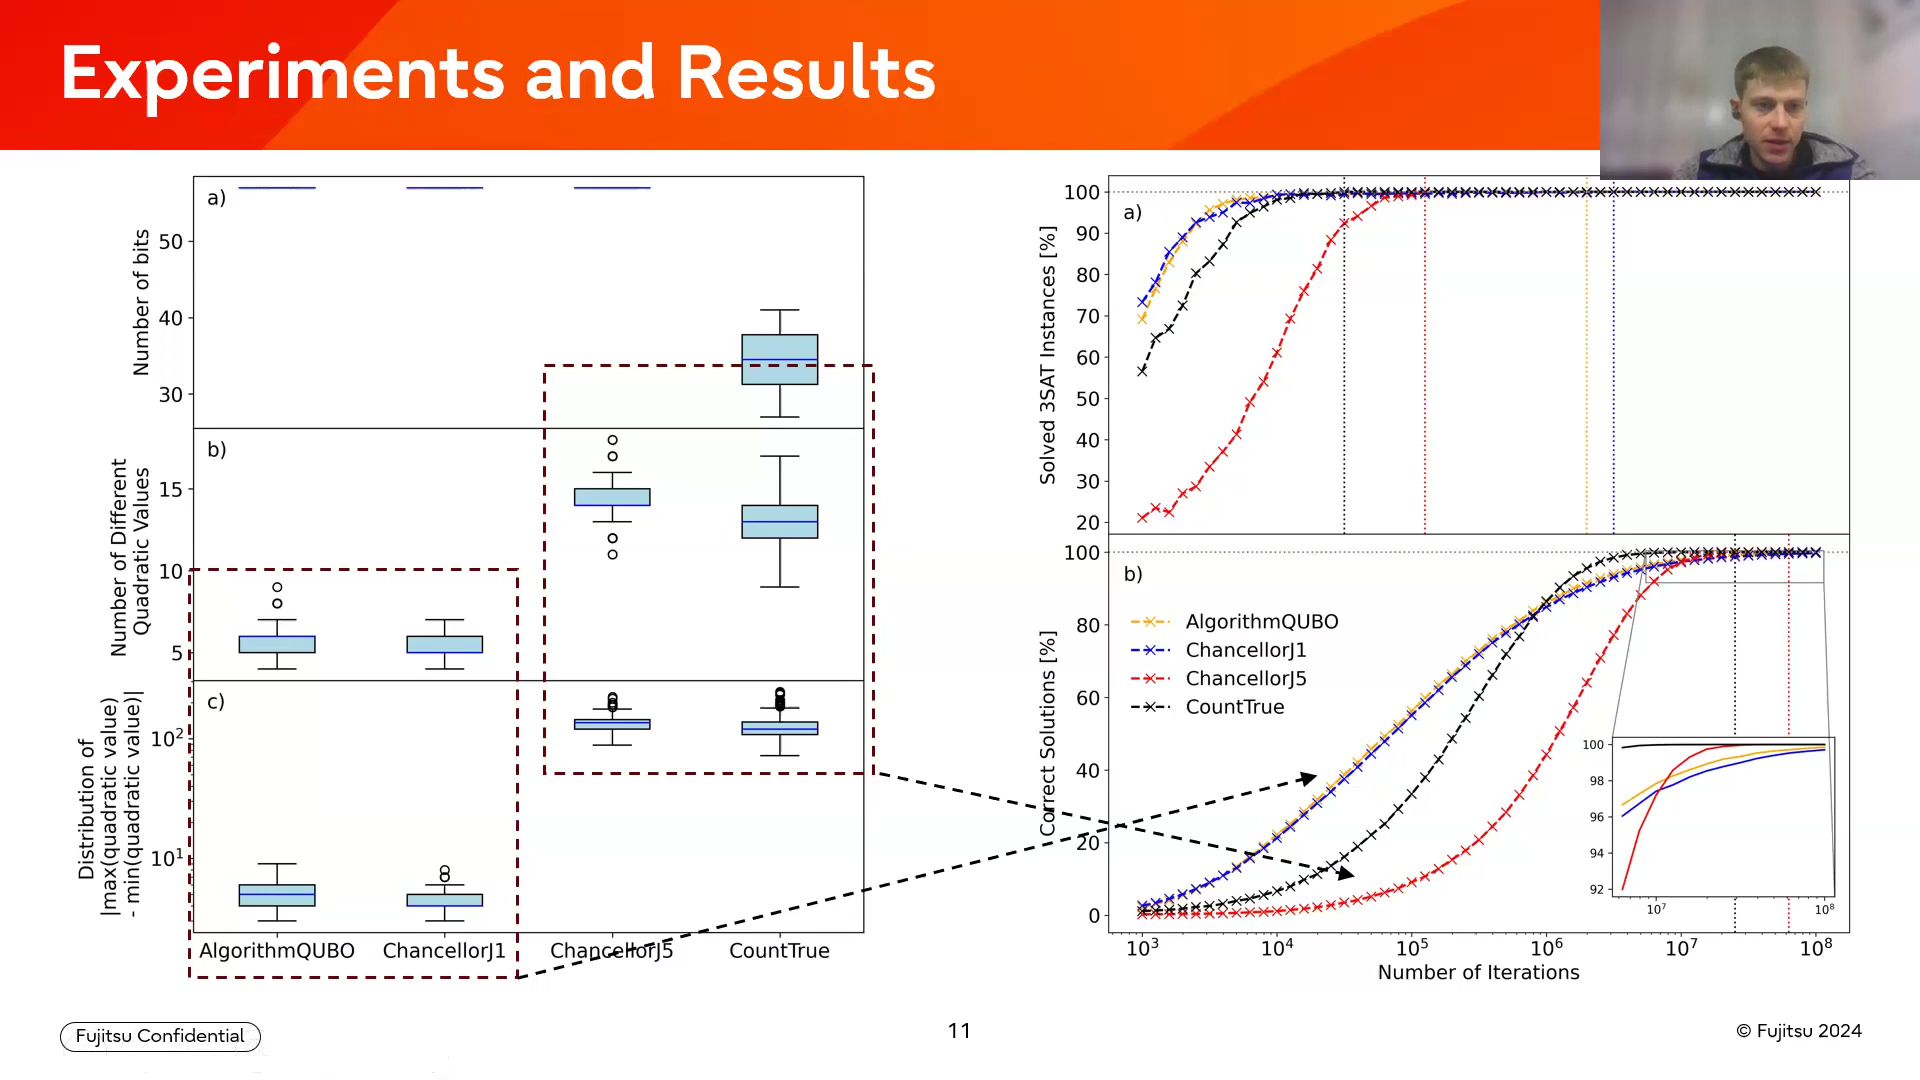 Experiments and Results
a)
Number of bits
50
40
30
b)
Number of Different
Quadratic Values
15
10
5
c)
Distribution of
|max(quadratic value)
- min(quadratic value)|
10²
10¹
AlgorithmQUBO
ChancellorJ1
ChancellorJ5
CountTrue
a)
Solved 3SAT Instances [%]
100
90
80
70
60
50
40
30
20
b)
Correct Solutions [%]
100
80
60
40
20
0
AlgorithmQUBO
ChancellorJ1
ChancellorJ5
CountTrue
100
98
96
94
92
10⁷
10⁸
10³
10⁴
10⁵
10⁶
10⁷
10⁸
Number of Iterations
Fujitsu Confidential
11
© Fujitsu 2024